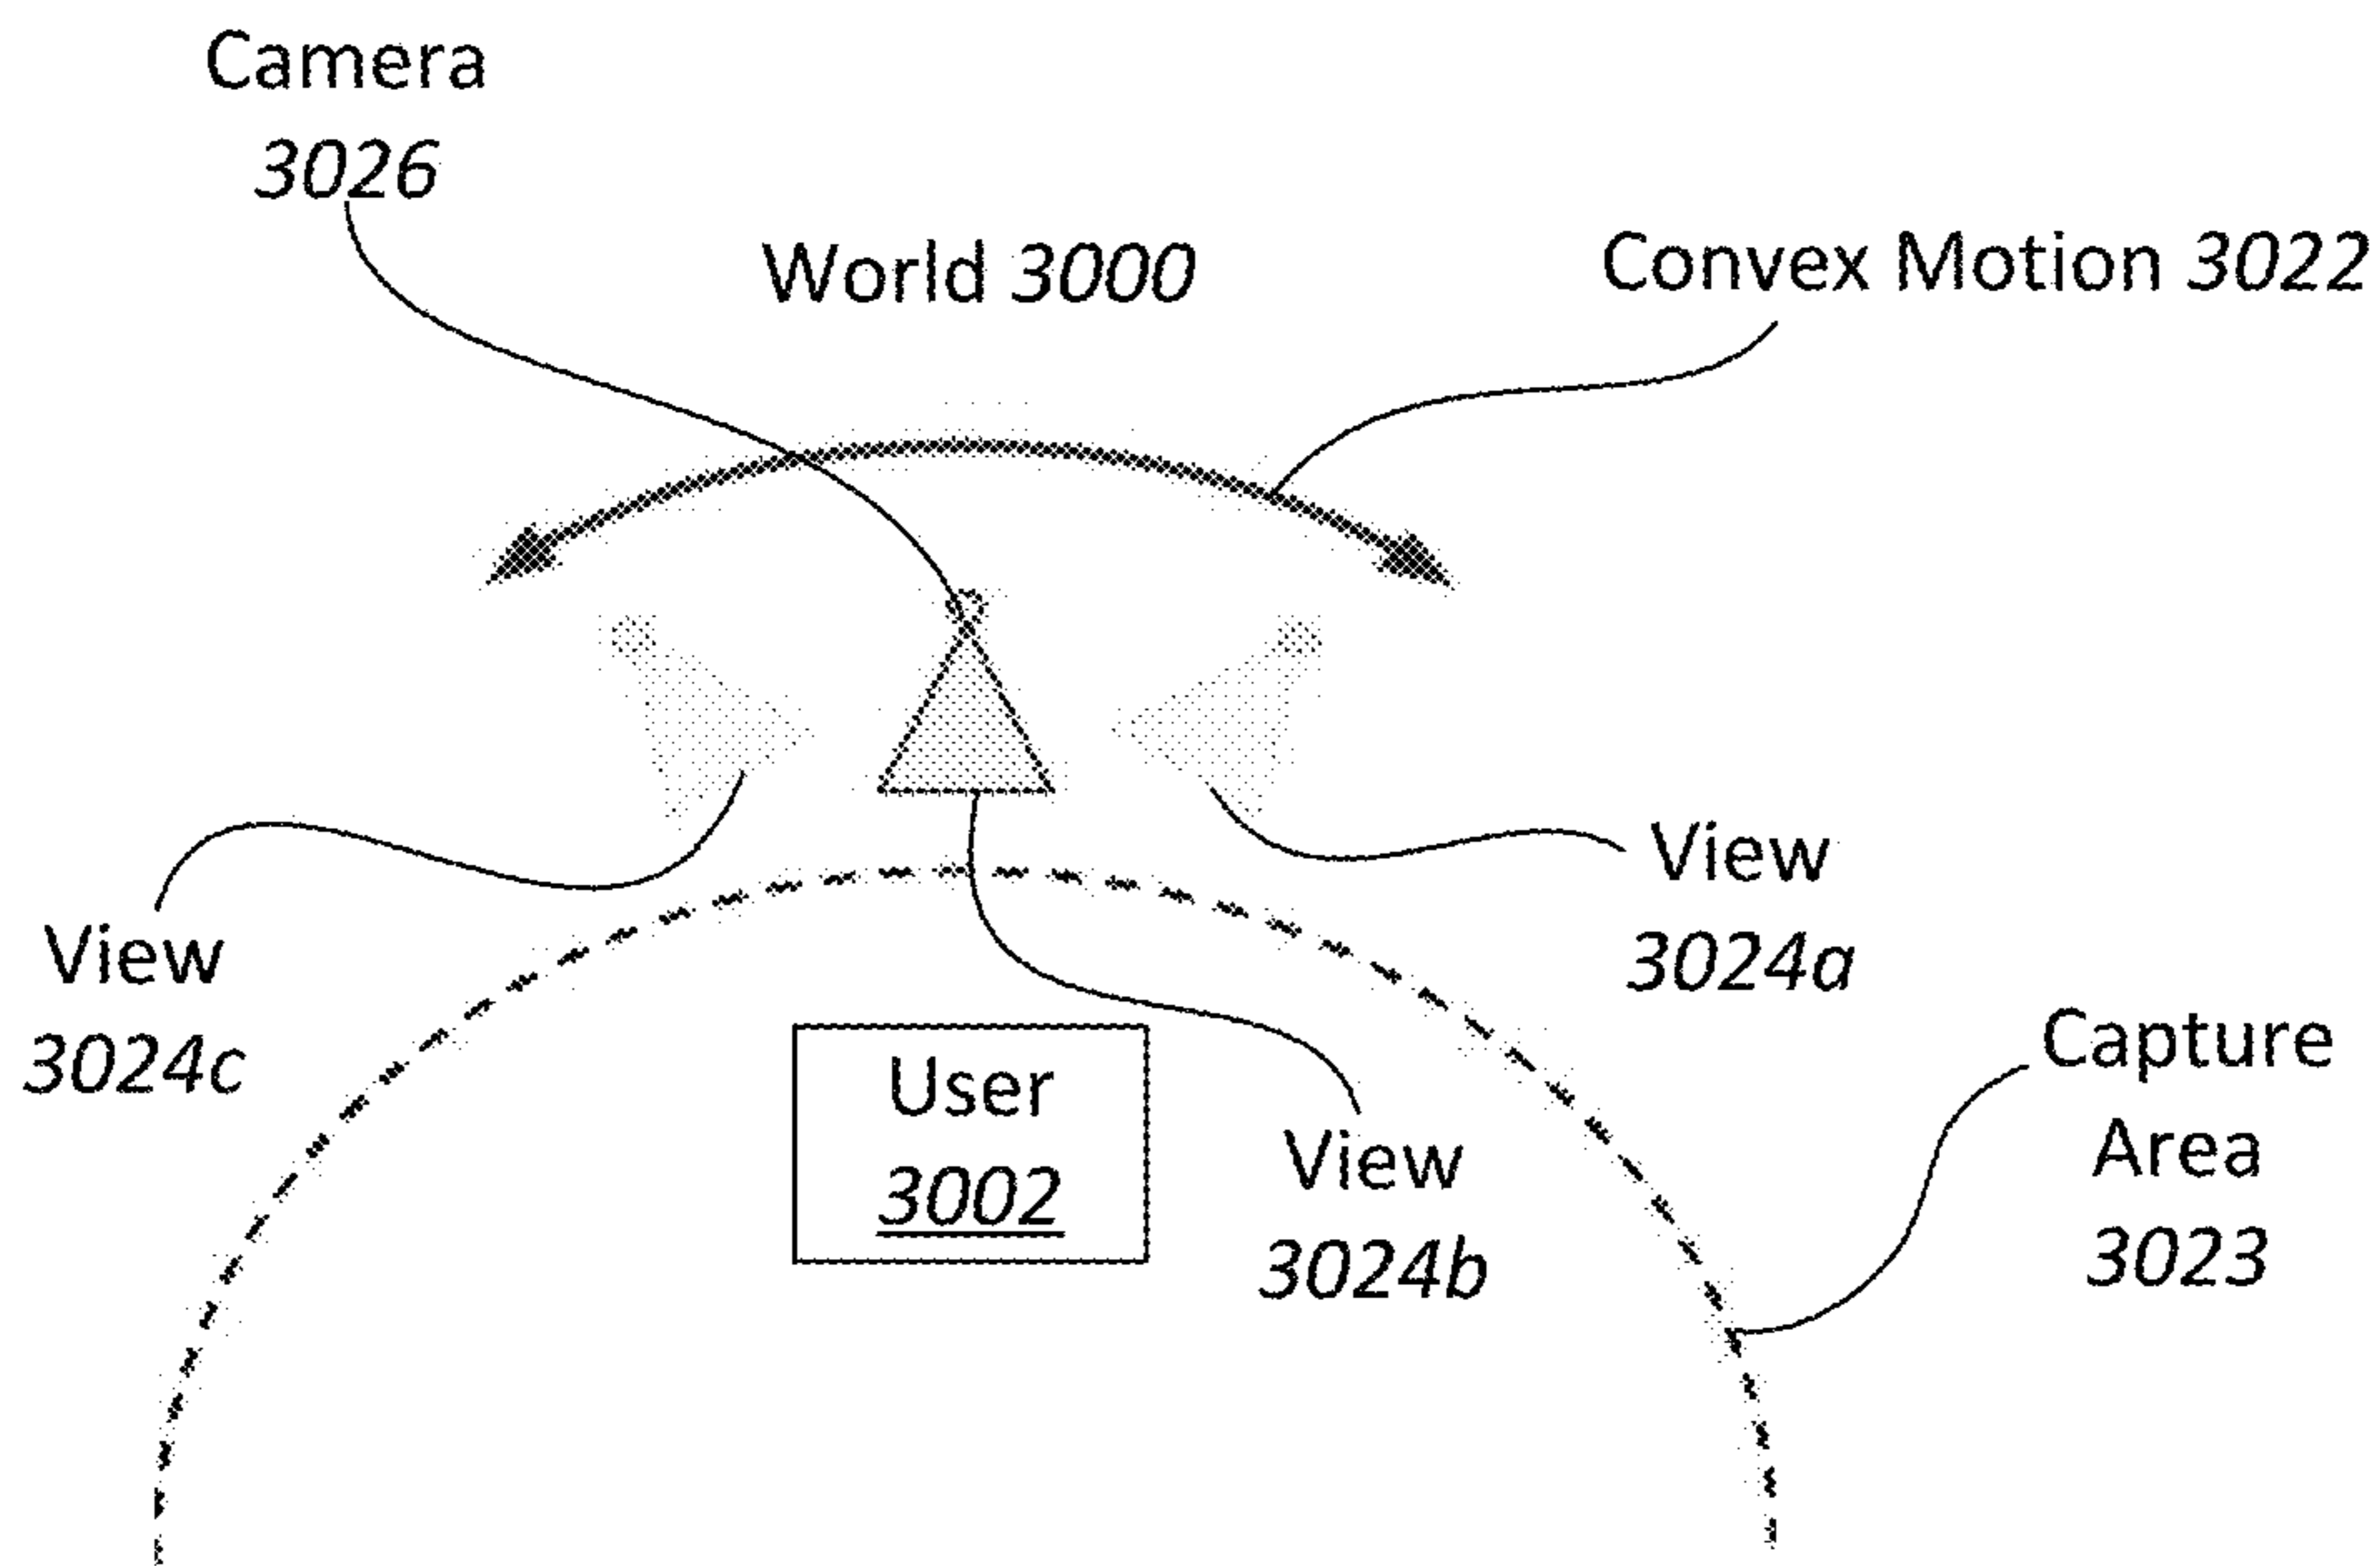 Camera
3026
World 3000
Convex Motion 3022
View
3024a
View
3024c
Capture
Area
3023
User
3002
View
3024b